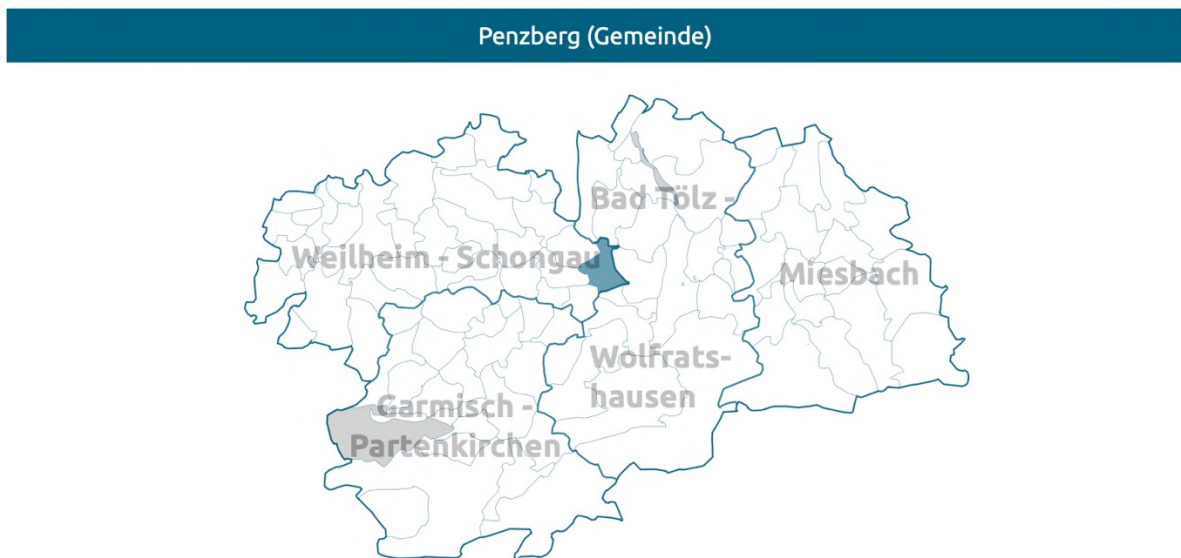 Penzberg (Gemeinde)
Bad Tölz -
Weilheim - Schongau
Miesbach
Wolfrats-
hausen
Garmisch -
Partenkirchen